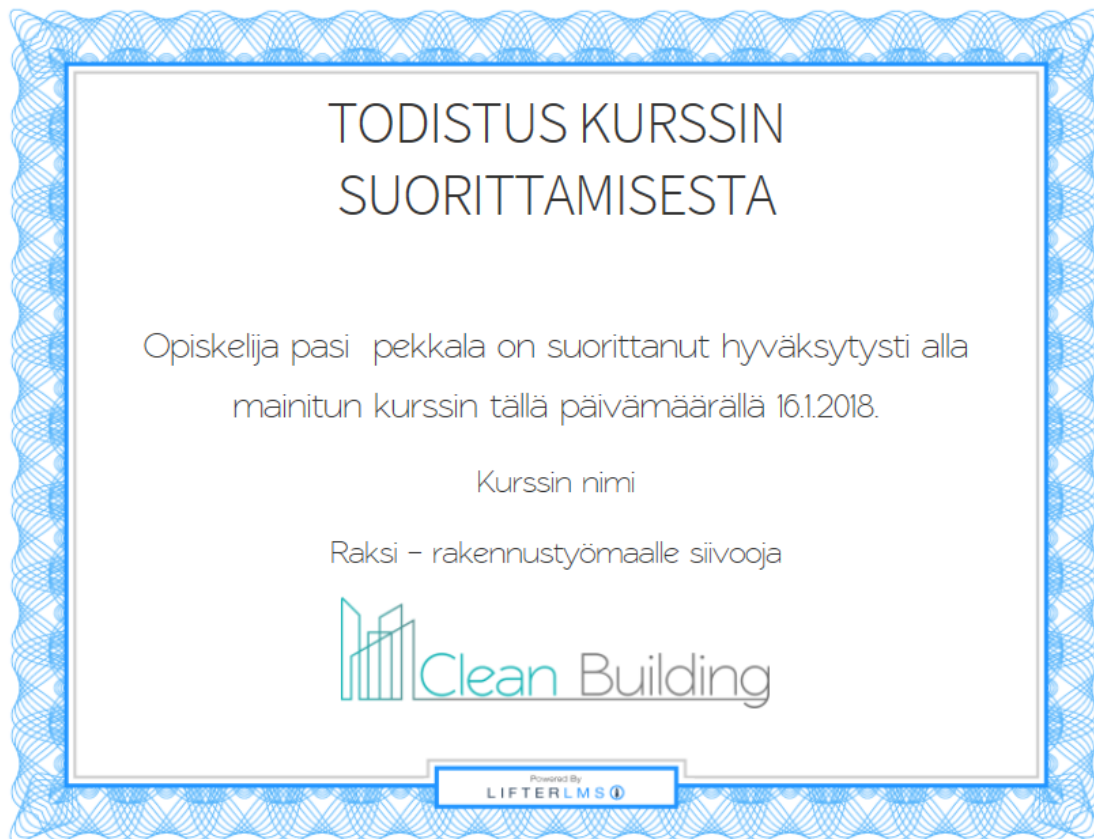 TODISTUS KURSSIN
SUORITTAMISESTA
Opiskelija pasi  pekkala on suorittanut hyväksytysti alla
mainitun kurssin tällä päivämäärällä 16.1.2018.
Kurssin nimi
Raksi – rakennustyömaalle siivooja
Clean Building
Powered By
LIFTERLMS